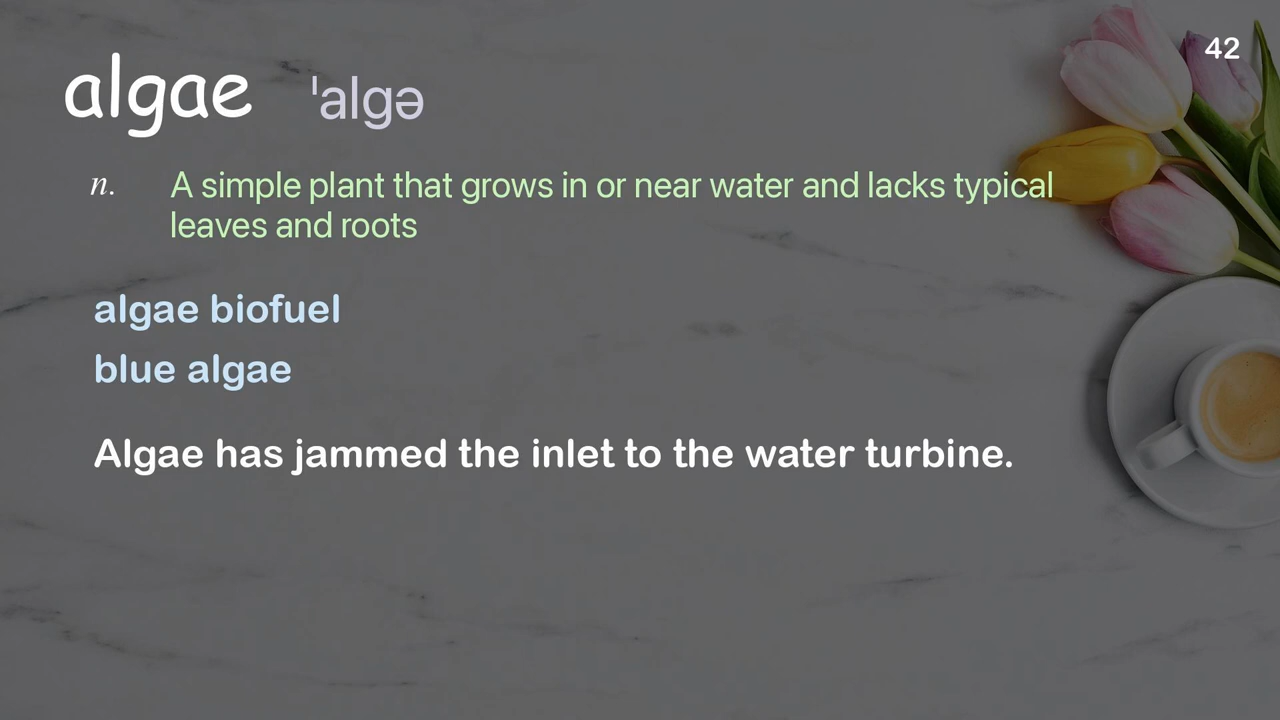 42
algae ˈalgə
n. A simple plant that grows in or near water and lacks typical
leaves and roots
algae biofuel
blue algae
Algae has jammed the inlet to the water turbine.